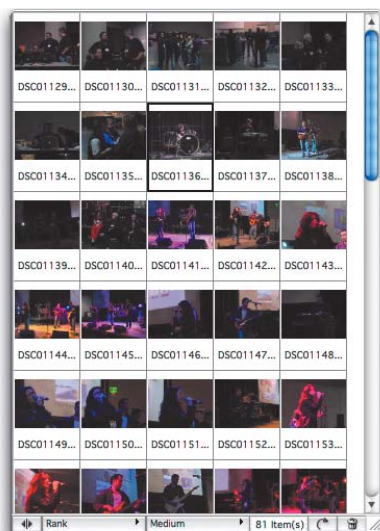 DSC01129... DSC01130... DSC01131... DSC01132... DSC01133...
DSC01134... DSC01135... DSC01136... DSC01137... DSC01138...
DSC01139... DSC01140... DSC01141... DSC01142... DSC01143...
DSC01144... DSC01145... DSC01146... DSC01147... DSC01148...
DSC01149... DSC01150... DSC01151... DSC01152... DSC01153...
Rank Medium 81 Item(s)